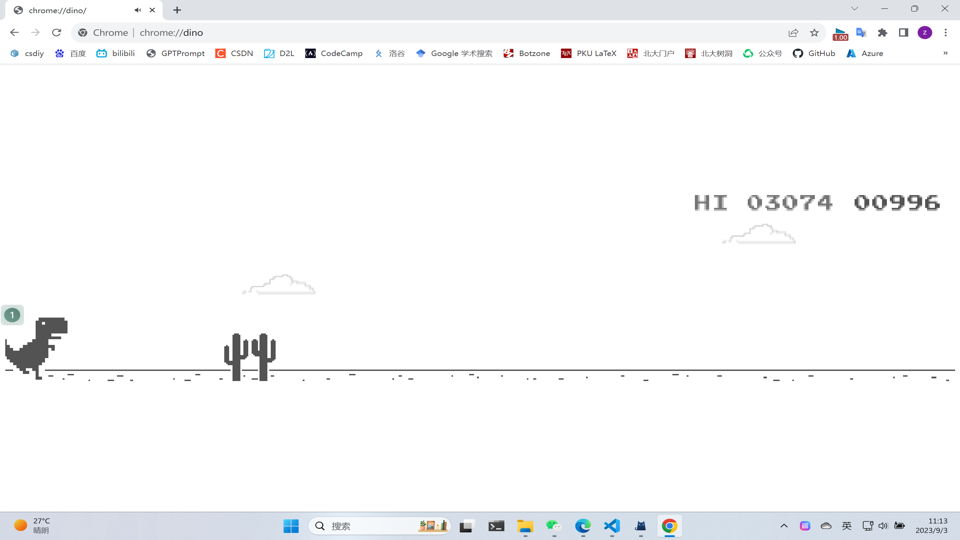 chrome://dino/
Chrome | chrome://dino
1.00
z
csdiy 百度 bilibili GPTPrompt CSDN D2L CodeCamp 洛谷 Google 学术搜索 Botzone PKU LaTeX 北大门户 北大树洞 公众号 GitHub Azure »
HI 03074 00996
1
27°C
晴朗
搜索
英
11:13
2023/9/3